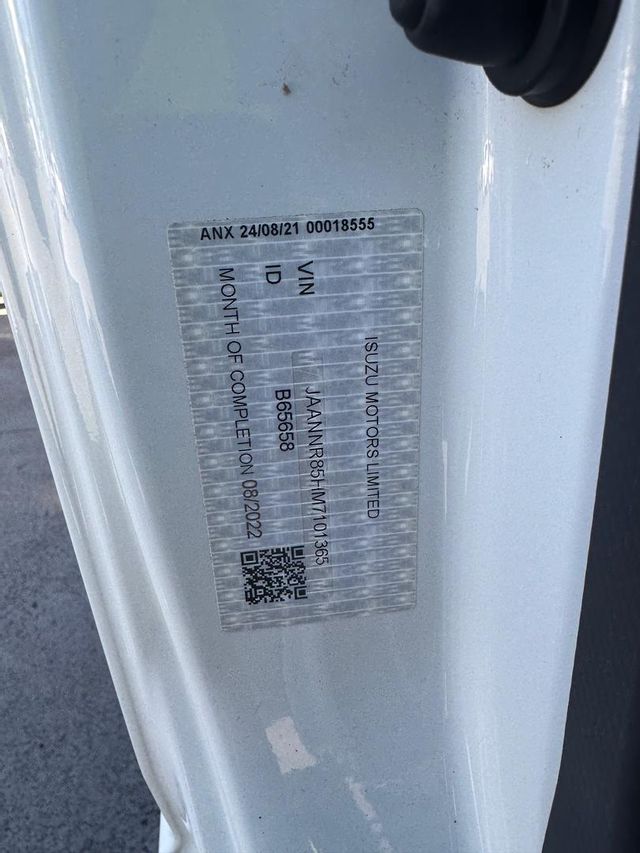 ANX 24/08/21 00018555
ISUZU MOTORS LIMITED
VIN JAANNR85HM7101365
ID B65658
MONTH OF COMPLETION 08/2022